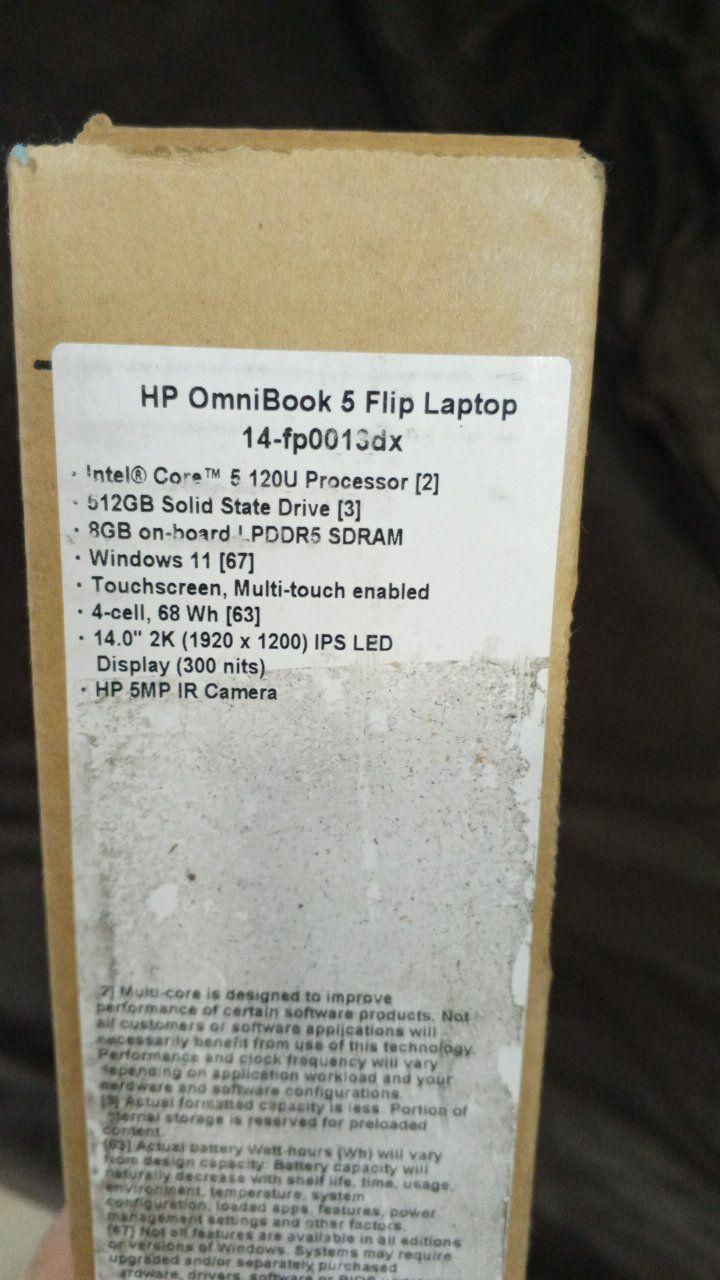 HP OmniBook 5 Flip Laptop
14-fp0013dx
· Intel® Core™ 5 120U Processor [2]
· 512GB Solid State Drive [3]
· 8GB on-board LPDDR5 SDRAM
· Windows 11 [67]
· Touchscreen, Multi-touch enabled
· 4-cell, 68 Wh [63]
· 14.0" 2K (1920 x 1200) IPS LED
Display (300 nits)
· HP 5MP IR Camera
2] Multi-core is designed to improve
performance of certain software products. Not
all customers or software applications will
necessarily benefit from use of this technology.
Performance and clock frequency will vary
depending on application workload and your
hardware and software configurations.
[3] Actual formatted capacity is less. Portion of
internal storage is reserved for preloaded
content.
[63] Actual battery Watt-hours (Wh) will vary
from design capacity. Battery capacity will
naturally decrease with shelf life, time, usage,
environment, temperature, system
configuration, loaded apps, features, power
management settings and other factors.
[67] Not all features are available in all editions
or versions of Windows. Systems may require
upgraded and/or separately purchased
hardware, drivers, software or BIOS